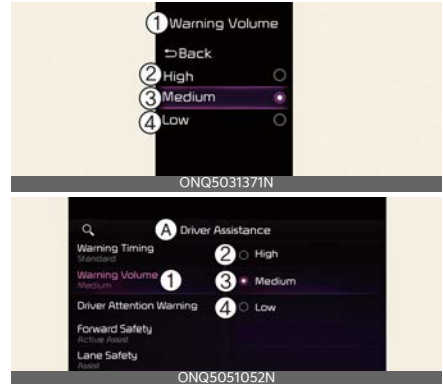 ① Warning Volume
Back
② High
③ Medium
④ Low
ONQ5031371N
Ⓐ Driver Assistance
Warning Timing
Standard
② High
Warning Volume ①
Medium
③ Medium
Driver Attention Warning
④ Low
Forward Safety
Active Assist
Lane Safety
Assist
ONQ5051052N